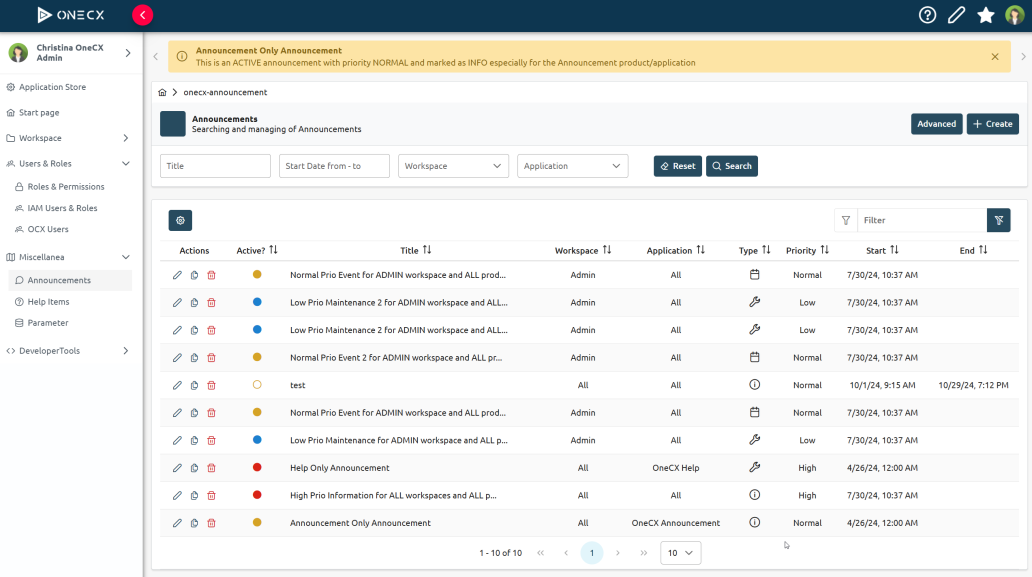 ONECX
Christina OneCX
Admin
Application Store
Start page
Workspace
Users & Roles
Roles & Permissions
IAM Users & Roles
OCX Users
Miscellanea
Announcements
Help Items
Parameter
DeveloperTools
Announcement Only Announcement
This is an ACTIVE announcement with priority NORMAL and marked as INFO especially for the Announcement product/application
onecx-announcement
Announcements
Searching and managing of Announcements
Advanced
Create
Title
Start Date from - to
Workspace
Application
Reset
Search
Filter
Actions Active? Title Workspace Application Type Priority Start End
Normal Prio Event for ADMIN workspace and ALL prod... Admin All Normal 7/30/24, 10:37 AM
Low Prio Maintenance 2 for ADMIN workspace and ALL... Admin All Low 7/30/24, 10:37 AM
Low Prio Maintenance 2 for ADMIN workspace and ALL... Admin All Low 7/30/24, 10:37 AM
Normal Prio Event 2 for ADMIN workspace and ALL pr... Admin All Normal 7/30/24, 10:37 AM
test All All Normal 10/1/24, 9:15 AM 10/29/24, 7:12 PM
Normal Prio Event for ADMIN workspace and ALL prod... Admin All Normal 7/30/24, 10:37 AM
Low Prio Maintenance for ADMIN workspace and ALL p... Admin All Low 7/30/24, 10:37 AM
Help Only Announcement All OneCX Help High 4/26/24, 12:00 AM
High Prio Information for ALL workspaces and ALL p... All All High 7/30/24, 10:37 AM
Announcement Only Announcement All OneCX Announcement Normal 4/26/24, 12:00 AM
1 - 10 of 10 1 10